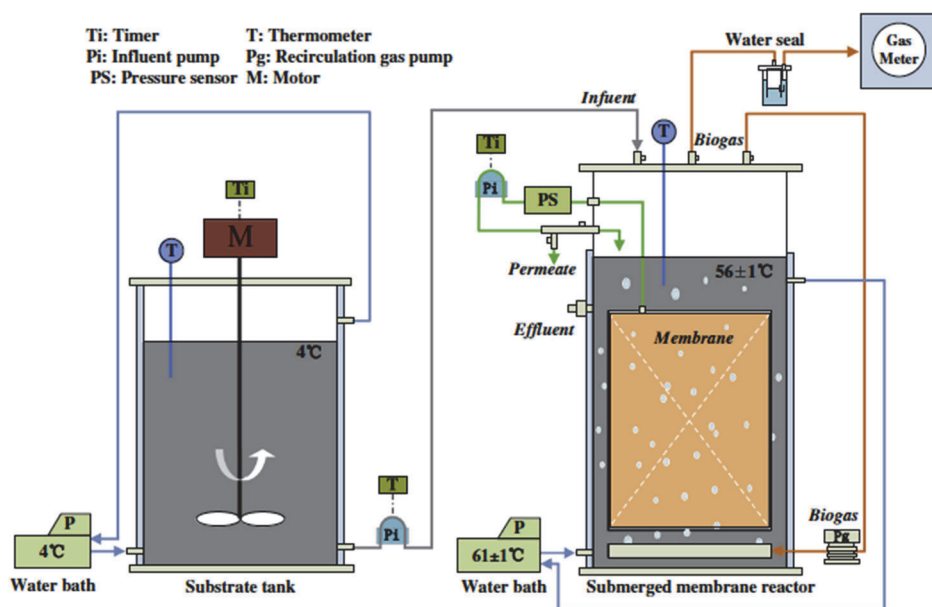 Ti: Timer T: Thermometer
Pi: Influent pump Pg: Recirculation gas pump
PS: Pressure sensor M: Motor
Water seal
Gas
Meter
Infuent
T
Biogas
Ti
Pi
PS
Ti
M
T
Permeate
56±1℃
Effluent
Membrane
4℃
T
Pi
P
4℃
Water bath
Substrate tank
P
61±1℃
Water bath
Submerged membrane reactor
Biogas
Pg